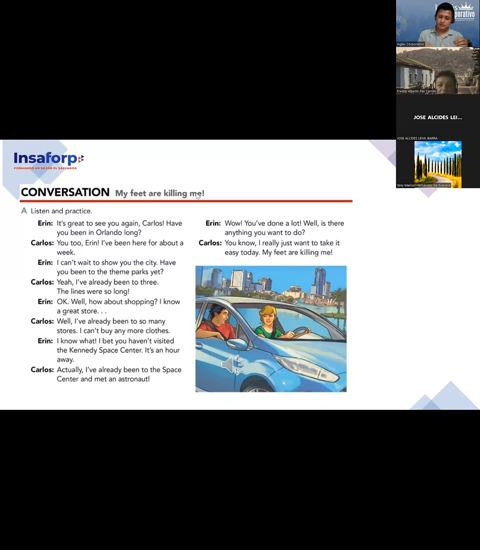 Insaforp
CONVERSATION My feet are killing me!
A Listen and practice.
Erin: It's great to see you again, Carlos! Have
you been in Orlando long?
Carlos: You too, Erin! I've been here for about a
week.
Erin: I can't wait to show you the city. Have
you been to the theme parks yet?
Carlos: Yeah, I've already been to three.
The lines were so long!
Erin: OK. Well, how about shopping? I know
a great store. . .
Carlos: Well, I've already been to so many
stores. I can't buy any more clothes.
Erin: I know what! I bet you haven't visited
the Kennedy Space Center. It's an hour
away.
Carlos: Actually, I've already been to the Space
Center and met an astronaut!
Erin: Wow! You've done a lot! Well, is there
anything you want to do?
Carlos: You know, I really just want to take it
easy today. My feet are killing me!
JOSE ALCIDES LEI...